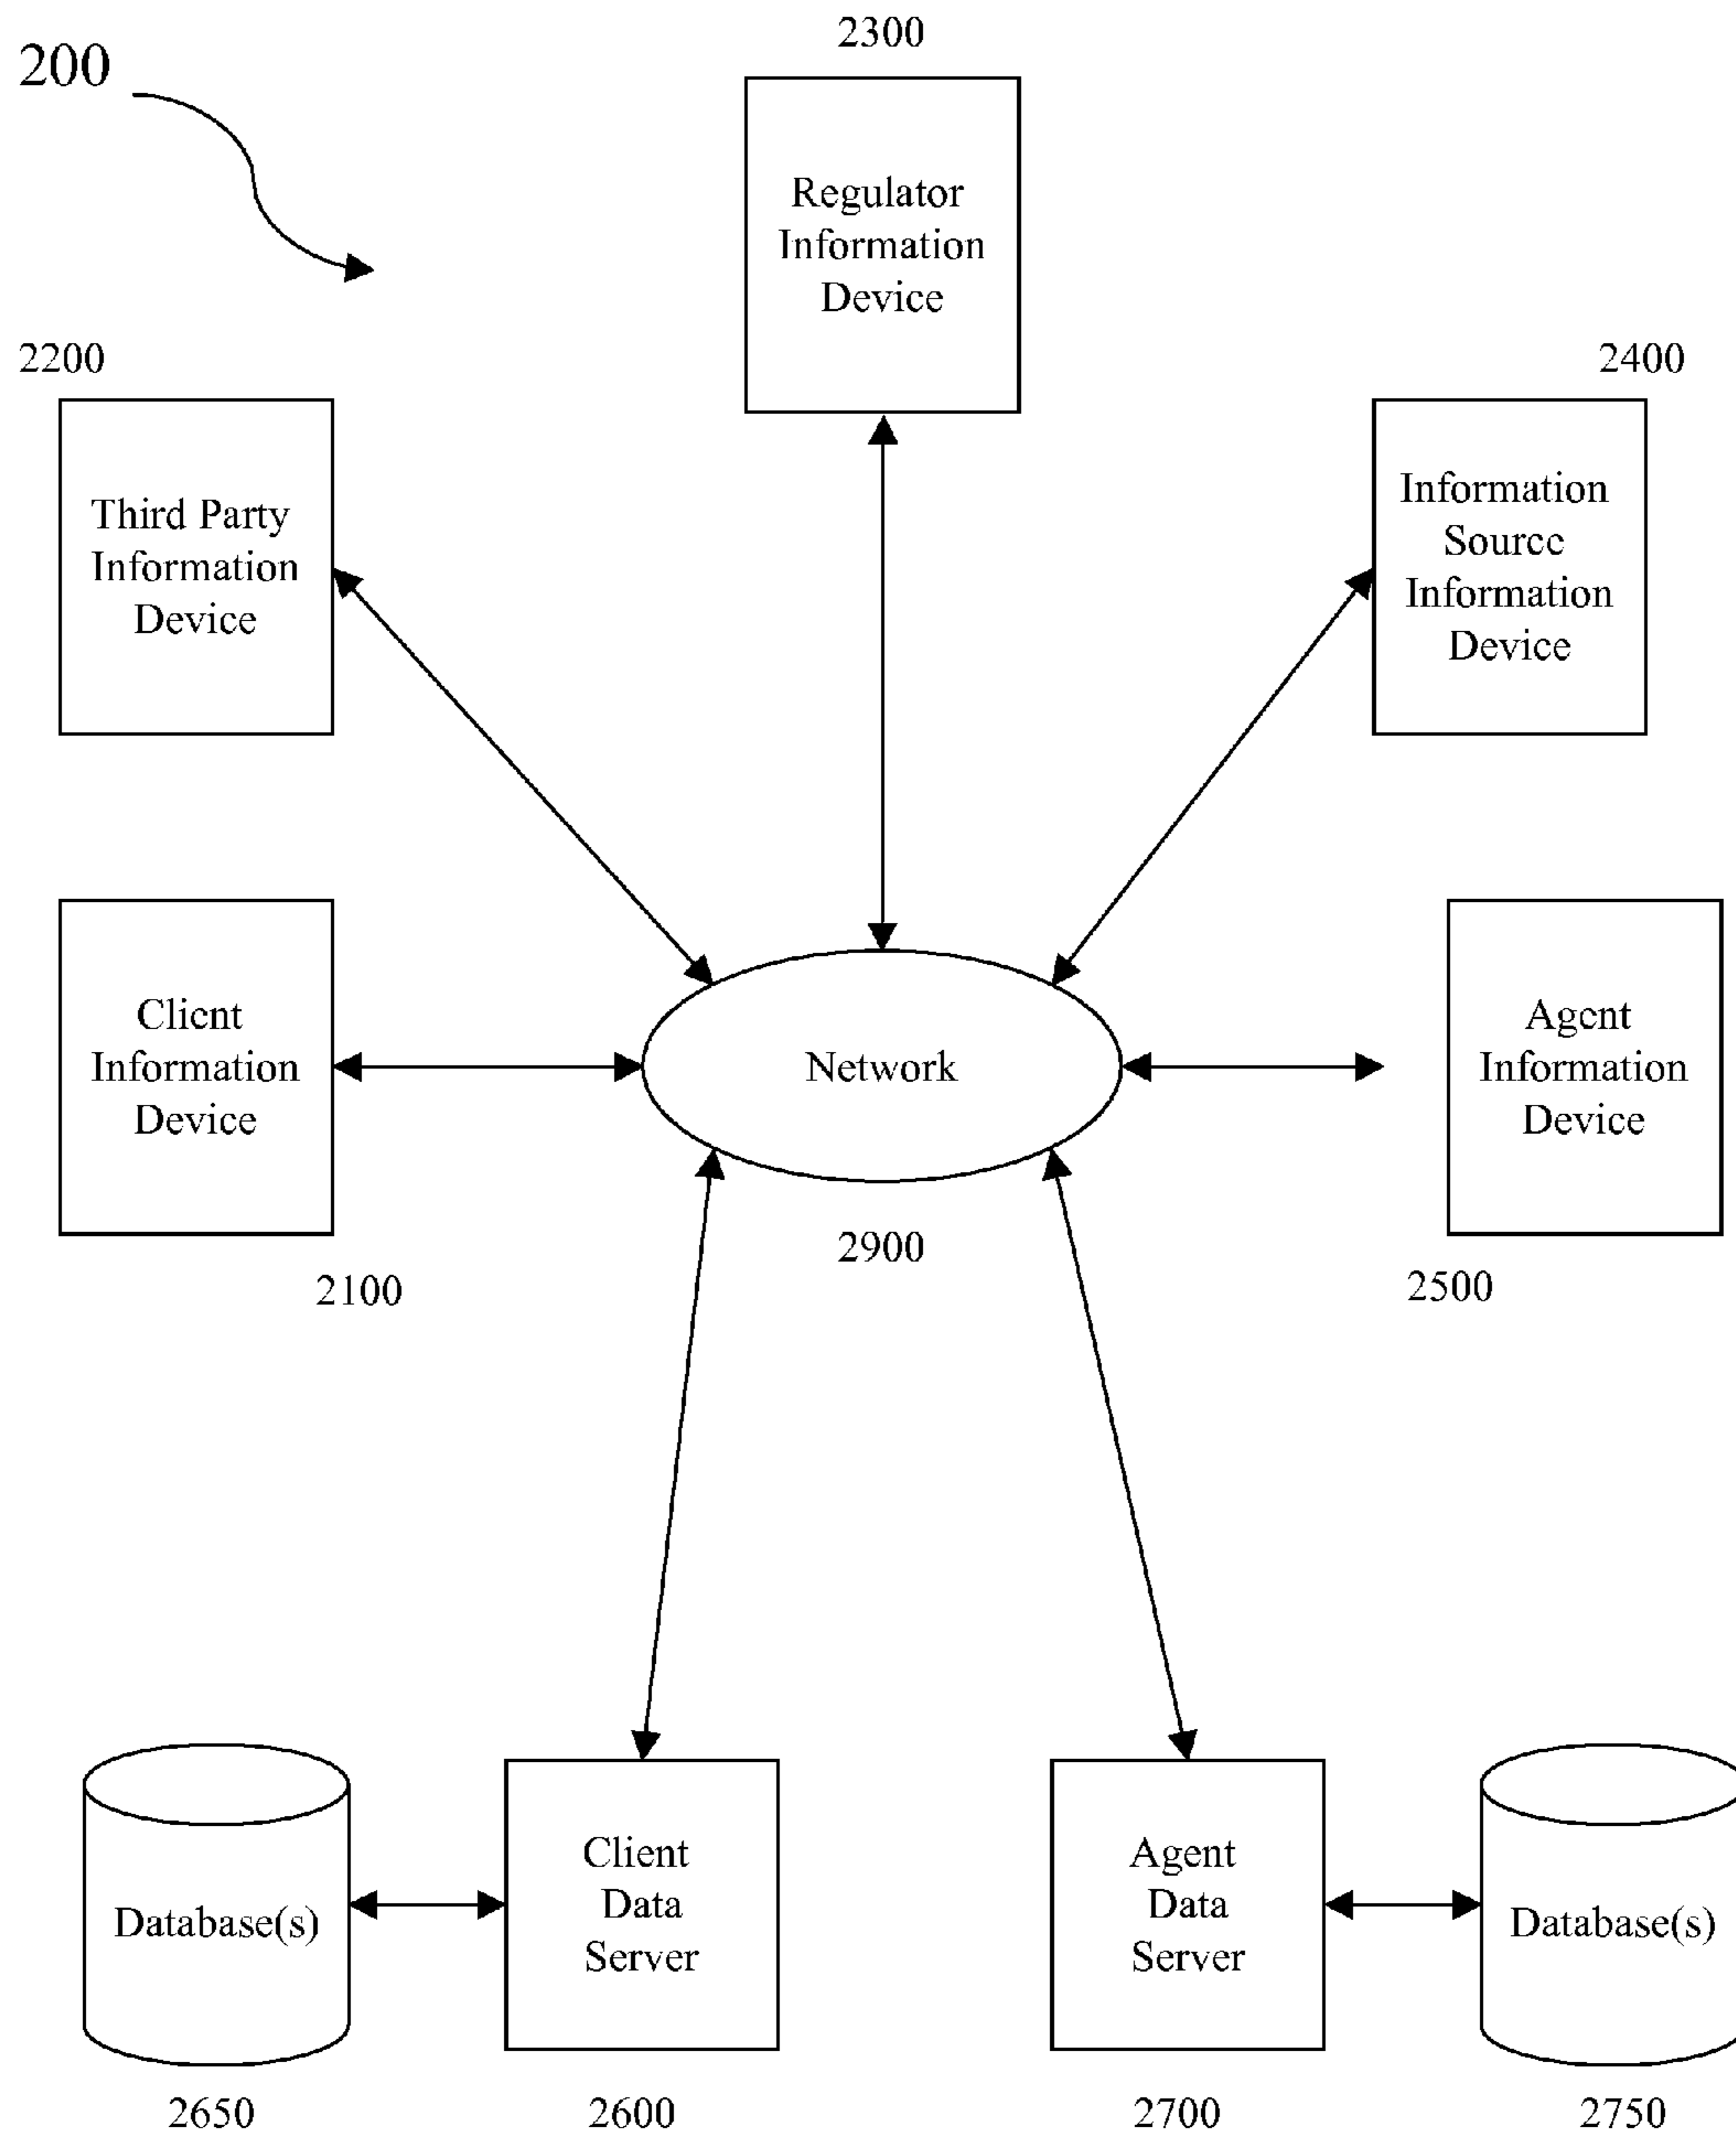 200
2300
Regulator
Information
Device
2200
2400
Third Party
Information
Device
Information
Source
Information
Device
Client
Information
Device
Network
Agent
Information
Device
2100
2900
2500
Database(s)
Client
Data
Server
Agent
Data
Server
Database(s)
2650
2600
2700
2750